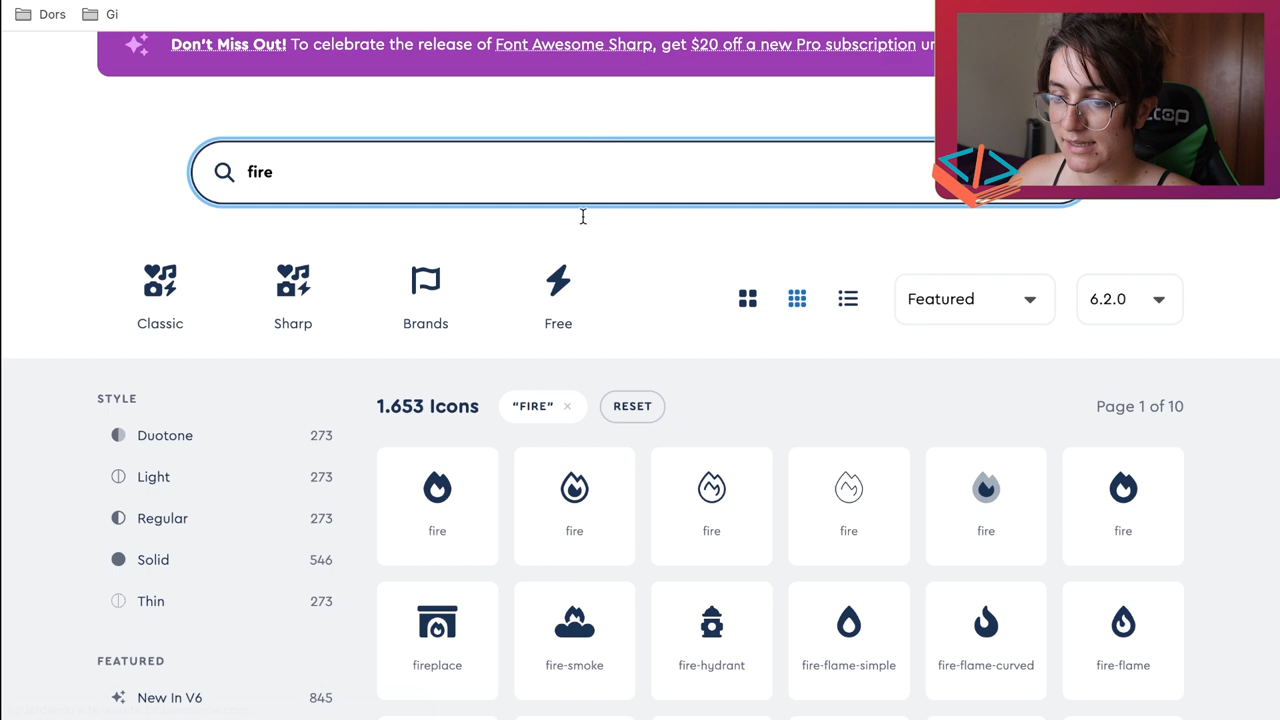 Dors Gi
Don't Miss Out! To celebrate the release of Font Awesome Sharp, get $20 off a new Pro subscription
fire
Classic
Sharp
Brands
Free
Featured
6.2.0
STYLE
Duotone 273
Light 273
Regular 273
Solid 546
Thin 273
FEATURED
New In V6 845
1.653 Icons
"FIRE" ×
RESET
Page 1 of 10
fire
fire
fire
fire
fire
fire
fireplace
fire-smoke
fire-hydrant
fire-flame-simple
fire-flame-curved
fire-flame